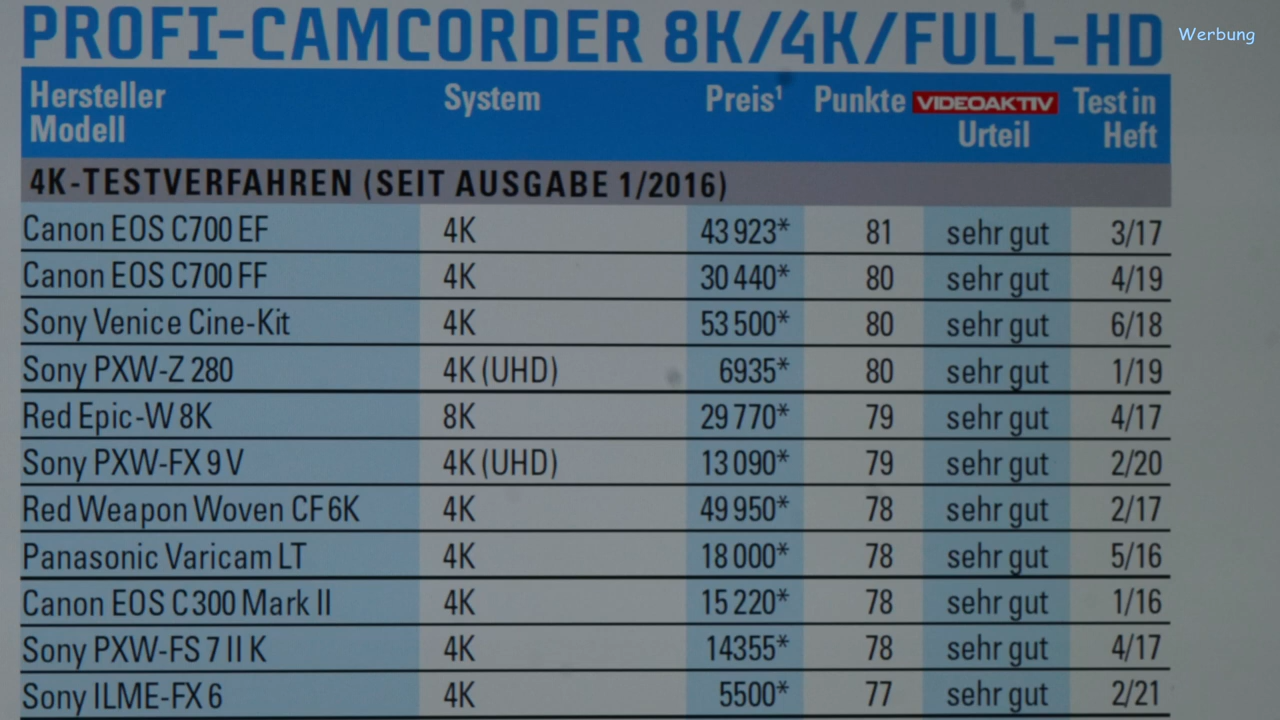 PROFI-CAMCORDER 8K/4K/FULL-HD
Werbung
Hersteller Modell System Preis¹ Punkte VIDEOAKTIV Urteil Test in Heft
4K-TESTVERFAHREN (SEIT AUSGABE 1/2016)
Canon EOS C700 EF 4K 43 923* 81 sehr gut 3/17
Canon EOS C700 FF 4K 30 440* 80 sehr gut 4/19
Sony Venice Cine-Kit 4K 53 500* 80 sehr gut 6/18
Sony PXW-Z 280 4K (UHD) 6935* 80 sehr gut 1/19
Red Epic-W 8K 8K 29 770* 79 sehr gut 4/17
Sony PXW-FX 9 V 4K (UHD) 13 090* 79 sehr gut 2/20
Red Weapon Woven CF 6K 4K 49 950* 78 sehr gut 2/17
Panasonic Varicam LT 4K 18 000* 78 sehr gut 5/16
Canon EOS C 300 Mark II 4K 15 220* 78 sehr gut 1/16
Sony PXW-FS 7 II K 4K 14355* 78 sehr gut 4/17
Sony ILME-FX 6 4K 5500* 77 sehr gut 2/21